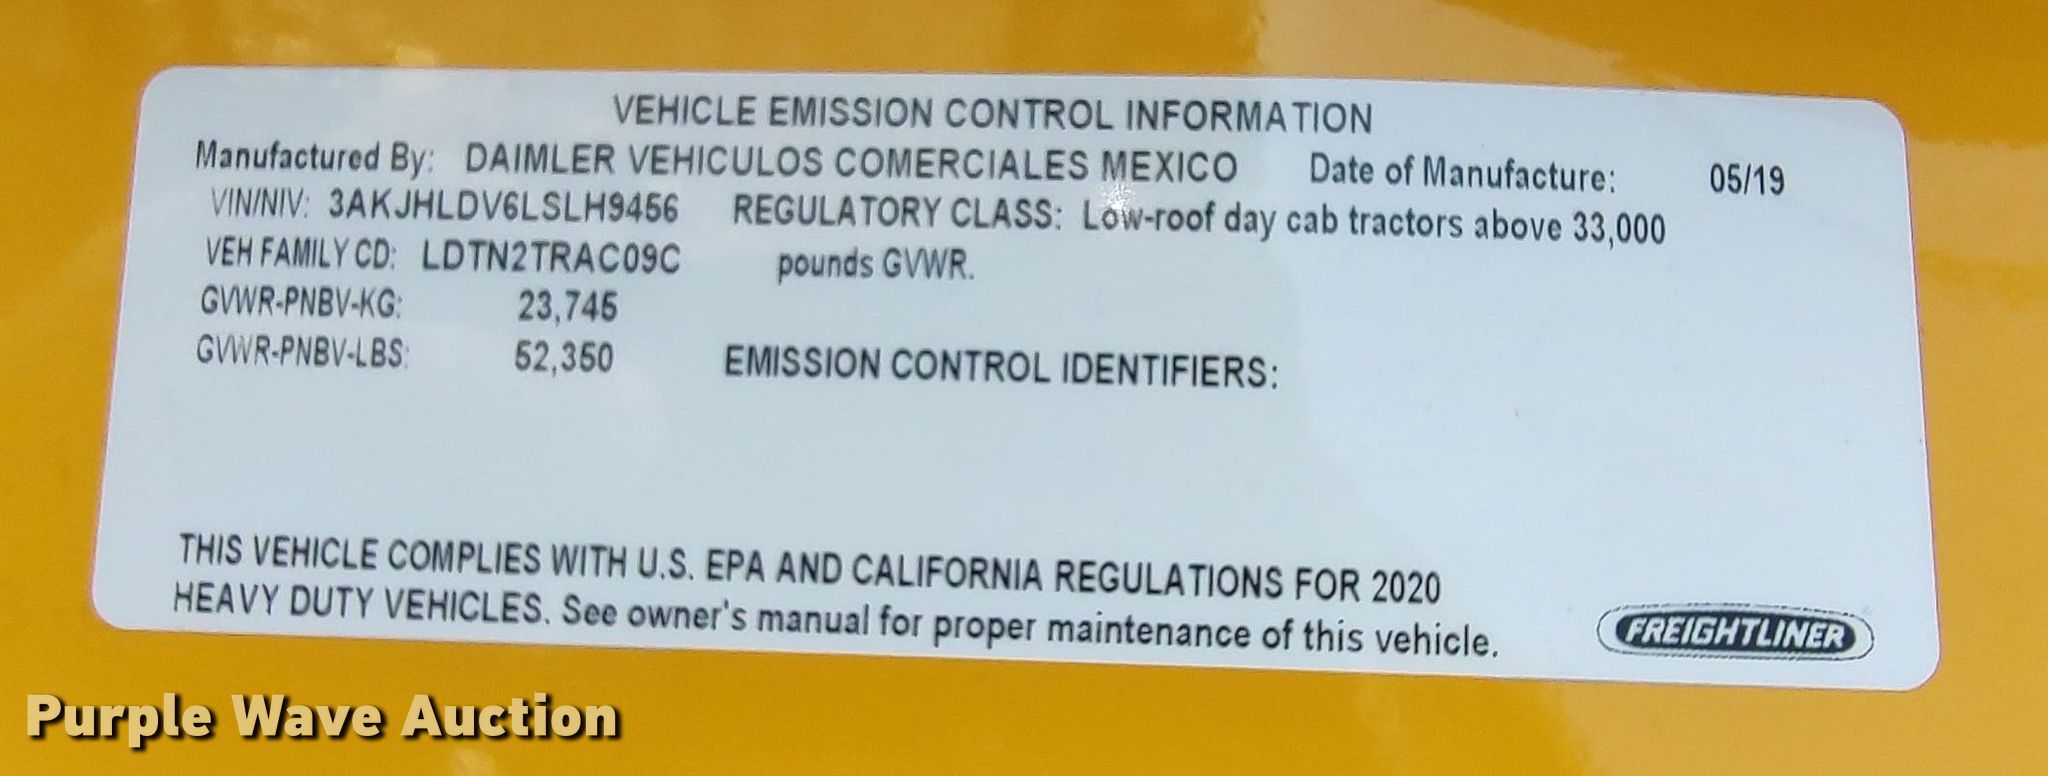 VEHICLE EMISSION CONTROL INFORMATION
Manufactured By: DAIMLER VEHICULOS COMERCIALES MEXICO Date of Manufacture: 05/19
VIN/NIV: 3AKJHLDV6LSLH9456 REGULATORY CLASS: Low-roof day cab tractors above 33,000
VEH FAMILY CD: LDTN2TRAC09C pounds GVWR.
GVWR-PNBV-KG: 23,745
GVWR-PNBV-LBS: 52,350 EMISSION CONTROL IDENTIFIERS:
THIS VEHICLE COMPLIES WITH U.S. EPA AND CALIFORNIA REGULATIONS FOR 2020
HEAVY DUTY VEHICLES. See owner's manual for proper maintenance of this vehicle.
FREIGHTLINER
Purple Wave Auction